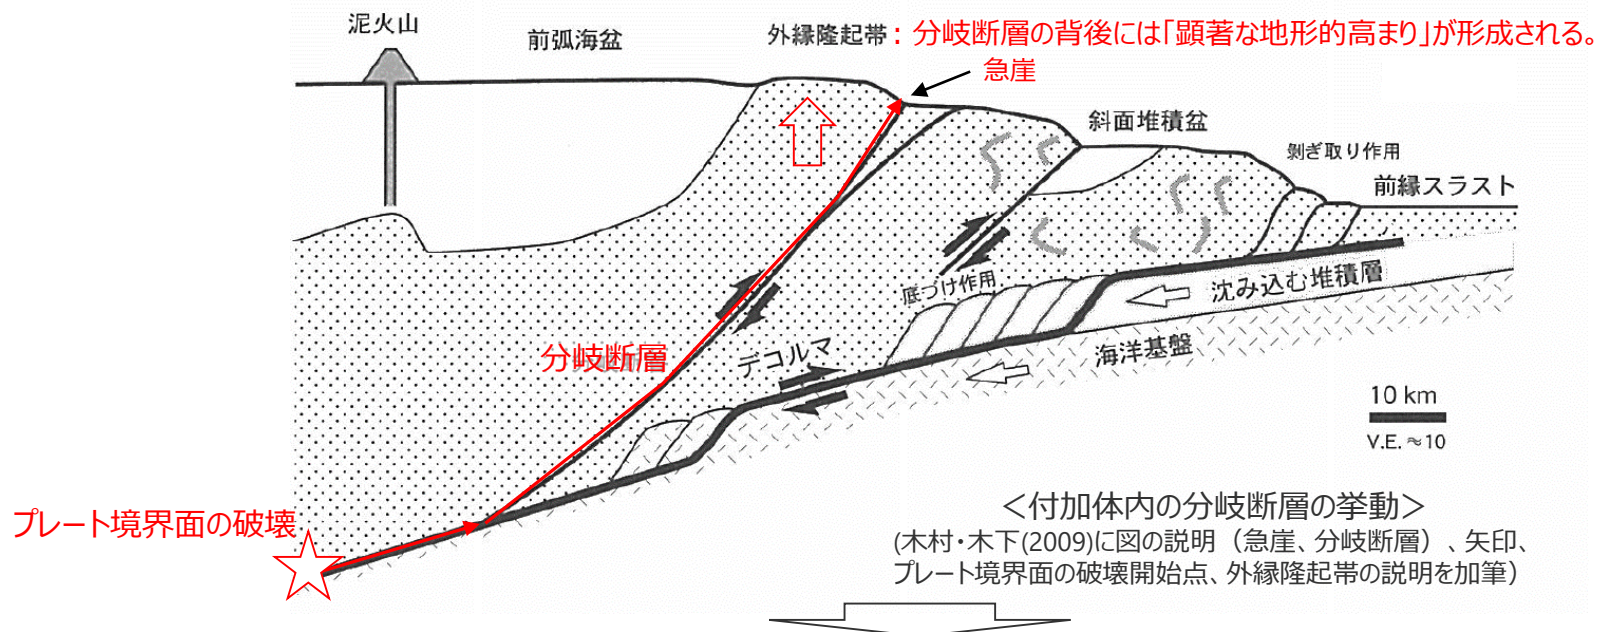 泥火山
前弧海盆
外縁隆起帯：分岐断層の背後には「顕著な地形的高まり」が形成される。
急崖
斜面堆積盆
剝ぎ取り作用
前縁スラスト
底づけ作用
沈み込む堆積層
分岐断層
デコルマ
海洋基盤
10 km
V.E. ≈10
プレート境界面の破壊
＜付加体内の分岐断層の挙動＞
(木村・木下(2009)に図の説明（急崖、分岐断層）、矢印、
プレート境界面の破壊開始点、外縁隆起帯の説明を加筆）